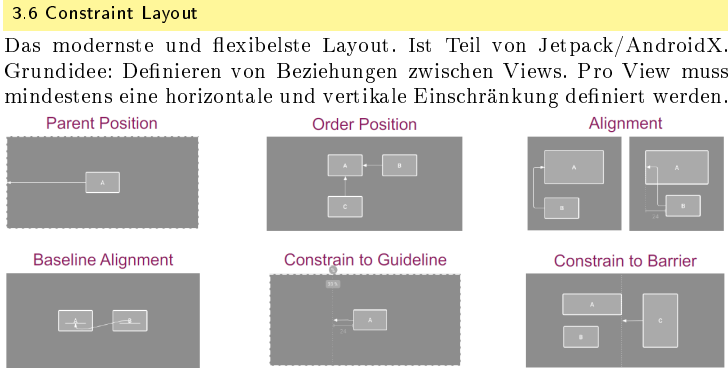 3.6 Constraint Layout
Das modernste und flexibelste Layout. Ist Teil von Jetpack/AndroidX.
Grundidee: Definieren von Beziehungen zwischen Views. Pro View muss
mindestens eine horizontale und vertikale Einschränkung definiert werden.
Parent Position
Order Position
Alignment
A
A
B
C
A
B
A
B
Baseline Alignment
Constrain to Guideline
Constrain to Barrier
A
B
A
A
B
C